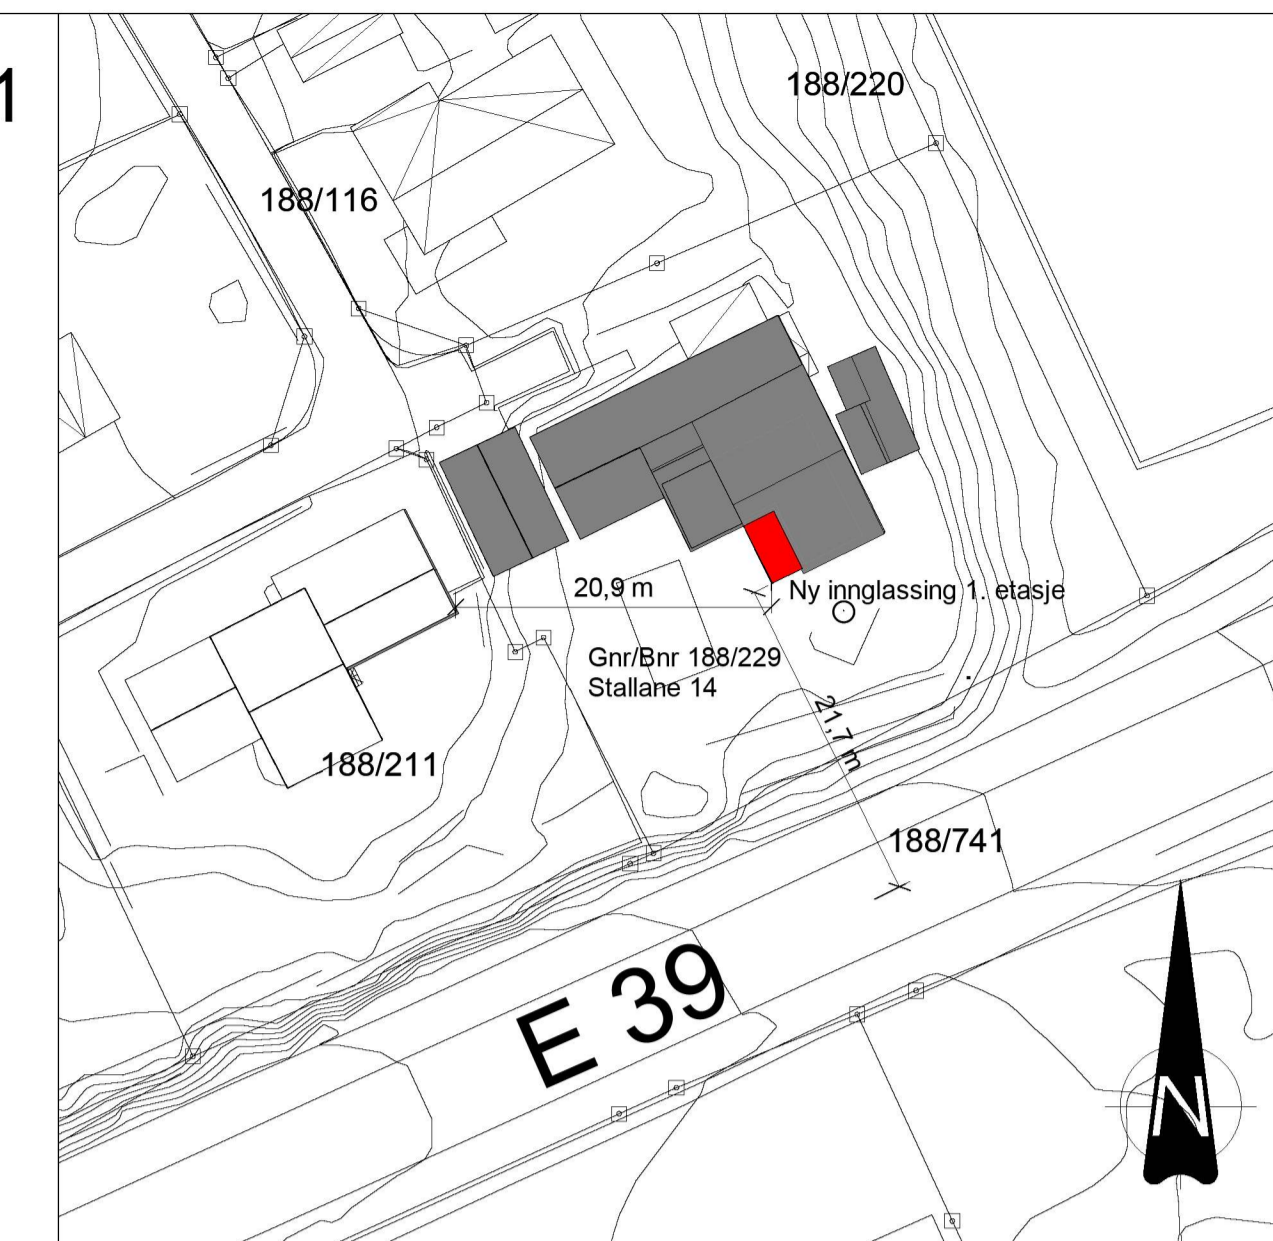 1
188/220
188/116
20,9 m
Ny innglassing 1. etasje
Gnr/Bnr 188/229
Stallane 14
21,7 m
188/211
188/741
E 39
N